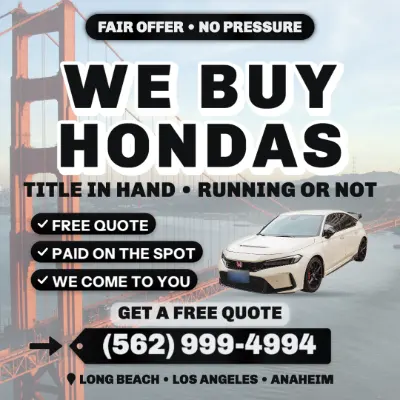 FAIR OFFER • NO PRESSURE
WE BUY
HONDAS
TITLE IN HAND • RUNNING OR NOT
FREE QUOTE
PAID ON THE SPOT
WE COME TO YOU
GET A FREE QUOTE
(562) 999-4994
LONG BEACH • LOS ANGELES • ANAHEIM